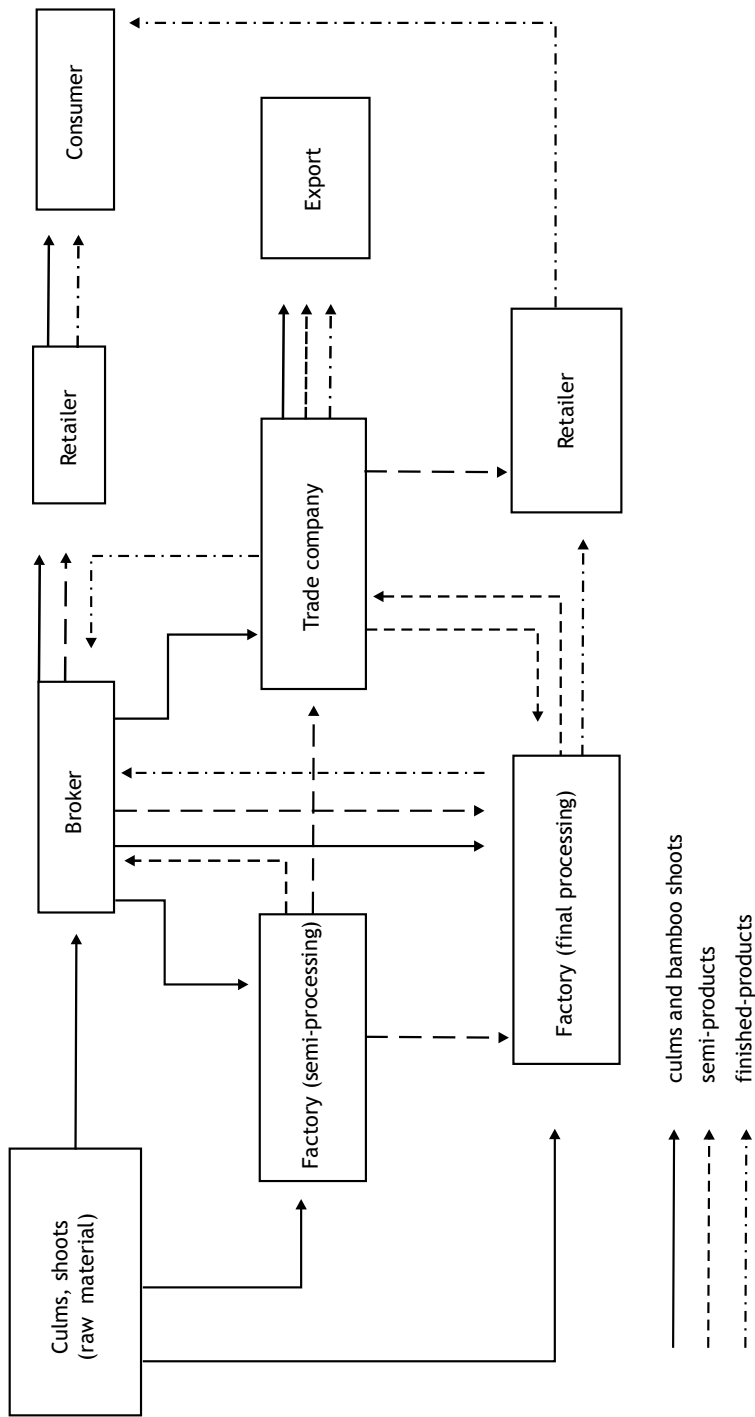 Culms, shoots
(raw material)
Broker
Retailer
Consumer
Factory (semi-processing)
Trade company
Export
Factory (final processing)
Retailer
culms and bamboo shoots
semi-products
finished-products